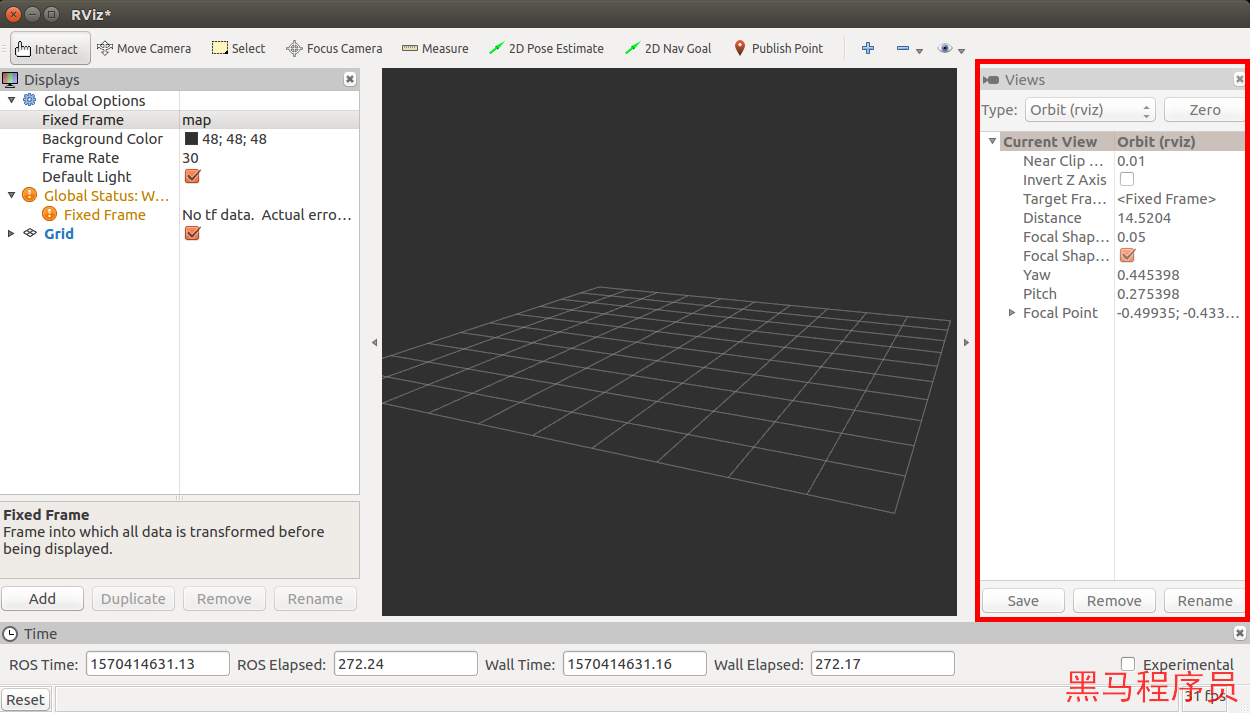 RViz*
Interact Move Camera Select Focus Camera Measure 2D Pose Estimate 2D Nav Goal Publish Point
Displays
Global Options
Fixed Frame map
Background Color 48; 48; 48
Frame Rate 30
Default Light
Global Status: W...
Fixed Frame No tf data. Actual erro...
Grid
Fixed Frame
Frame into which all data is transformed before
being displayed.
Add Duplicate Remove Rename
Views
Type: Orbit (rviz) Zero
Current View Orbit (rviz)
Near Clip ... 0.01
Invert Z Axis
Target Fra... <Fixed Frame>
Distance 14.5204
Focal Shap... 0.05
Focal Shap...
Yaw 0.445398
Pitch 0.275398
Focal Point -0.49935; -0.433...
Save Remove Rename
Time
ROS Time: 1570414631.13 ROS Elapsed: 272.24 Wall Time: 1570414631.16 Wall Elapsed: 272.17 Experimental
Reset 31 fps
黑马程序员